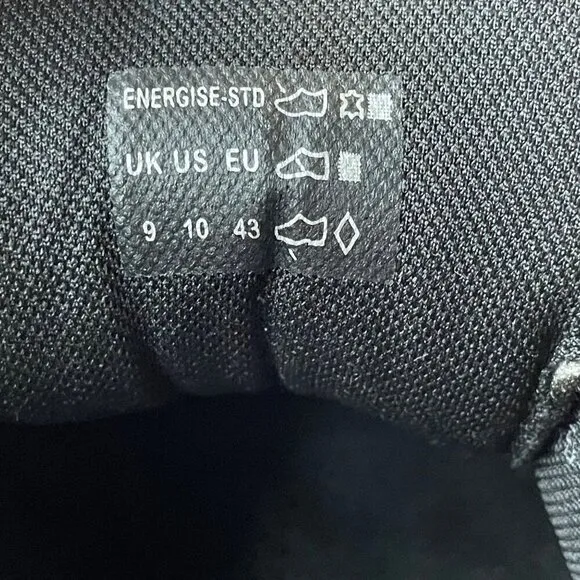 ENERGISE-STD
UK US EU
9 10 43